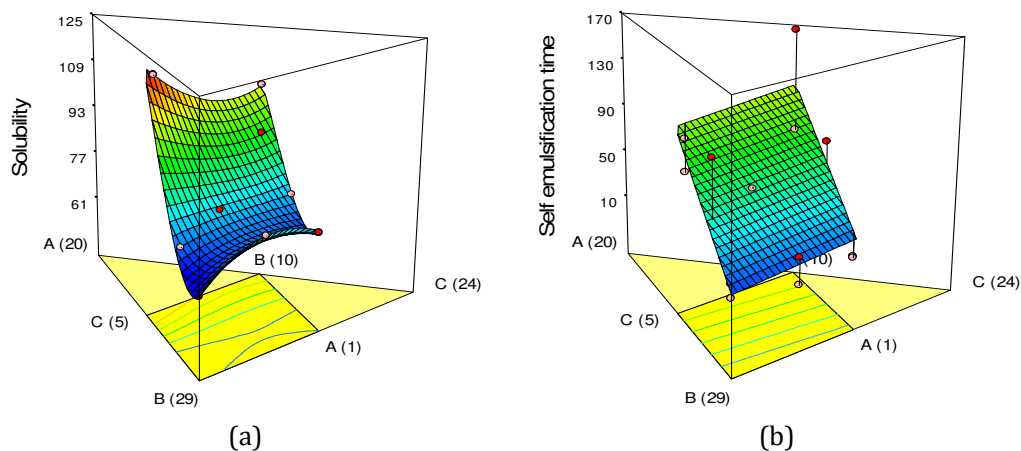 Solubility
125
109
93
77
61
A (20)
B (10)
C (24)
C (5)
A (1)
B (29)
(a)
Self emulsification time
170
130
90
50
10
A (20)
10)
C (24)
C (5)
A (1)
B (29)
(b)